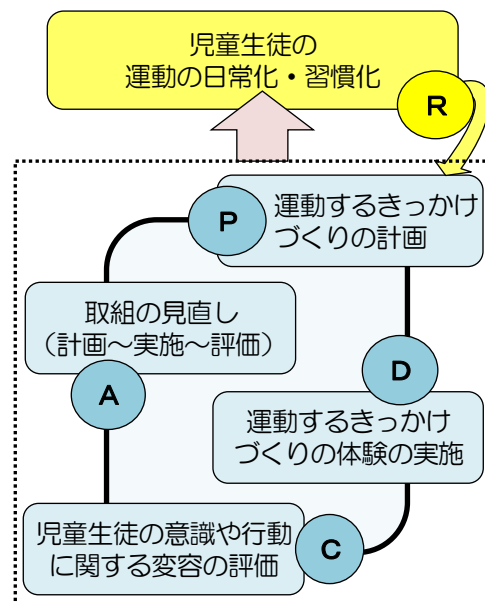 児童生徒の
運動の日常化・習慣化
R
P
運動するきっかけ
づくりの計画
取組の見直し
(計画～実施～評価)
A
D
運動するきっかけ
づくりの体験の実施
児童生徒の意識や行動
に関する変容の評価
C